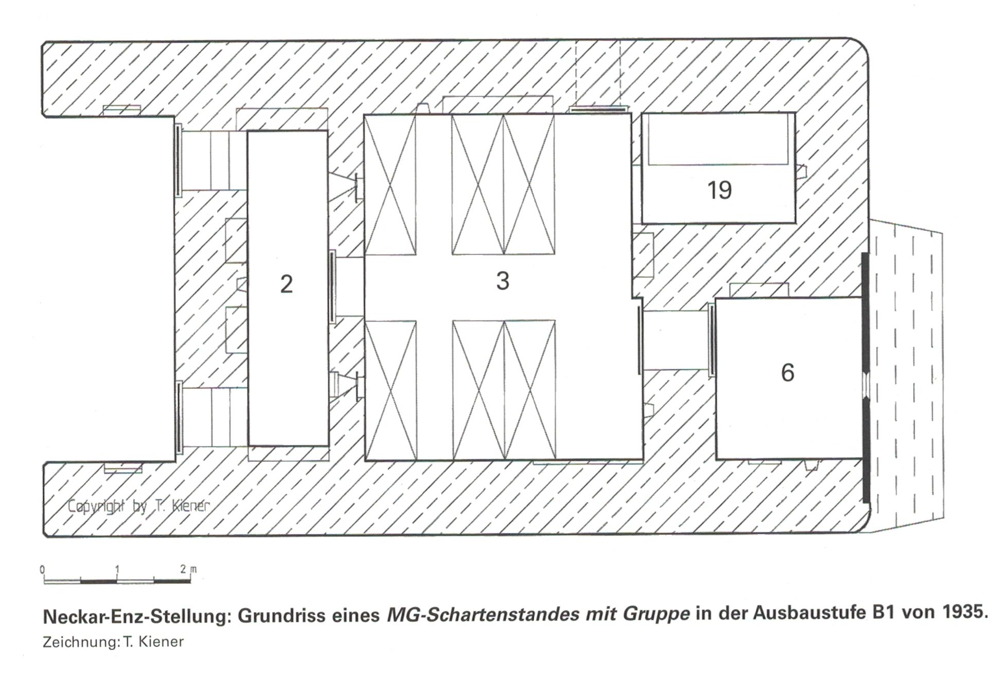 19
3
2
6
Copyright by T. Kiener
0 1 2 m
Neckar-Enz-Stellung: Grundriss eines MG-Schartenstandes mit Gruppe in der Ausbaustufe B1 von 1935.
Zeichnung: T. Kiener